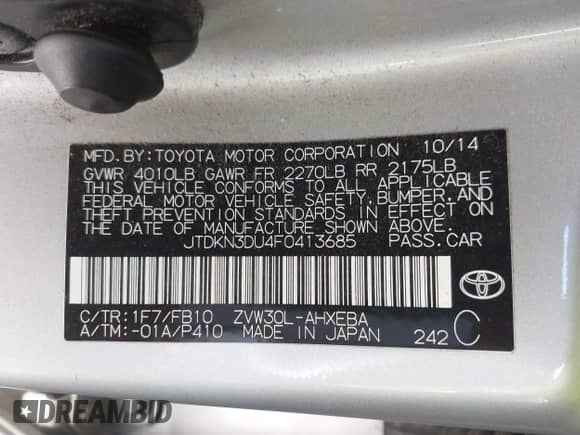 MFD.BY:TOYOTA MOTOR CORPORATION 10/14
GVWR 4010LB GAWR FR 2270LB RR 2175LB
THIS VEHICLE CONFORMS TO ALL APPLICABLE
FEDERAL MOTOR VEHICLE SAFETY,BUMPER,AND
THEFT PREVENTION STANDARDS IN EFFECT ON
THE DATE OF MANUFACTURE SHOWN ABOVE.
JTDKN3DU4F0413685 PASS.CAR
C/TR:1F7/FB10 ZVW30L-AHXEBA
A/TM:-01A/P410 MADE IN JAPAN 242 C
DREAMBID